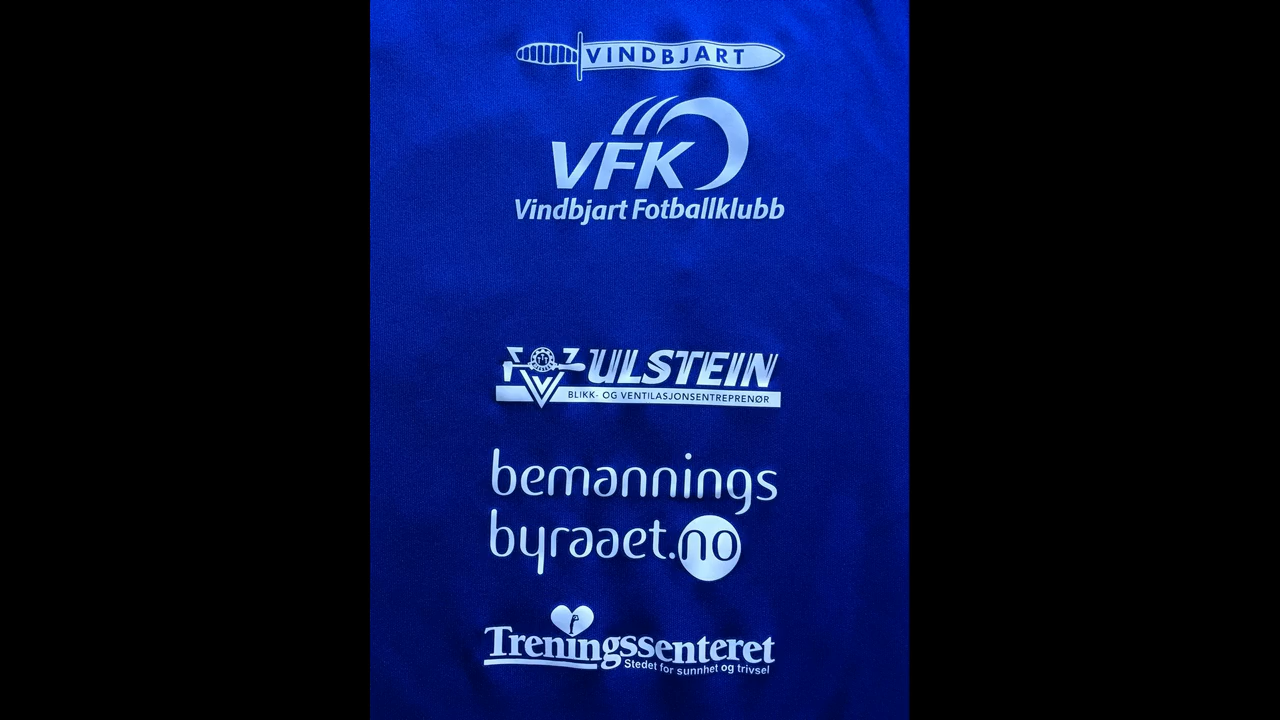 VINDBJART
VFK
Vindbjart Fotballklubb
ULSTEIN
BLIKK- OG VENTILASJONSENTREPRENØR
bemannings
byraaet.no
Treningssenteret
Stedet for sunnhet og trivsel